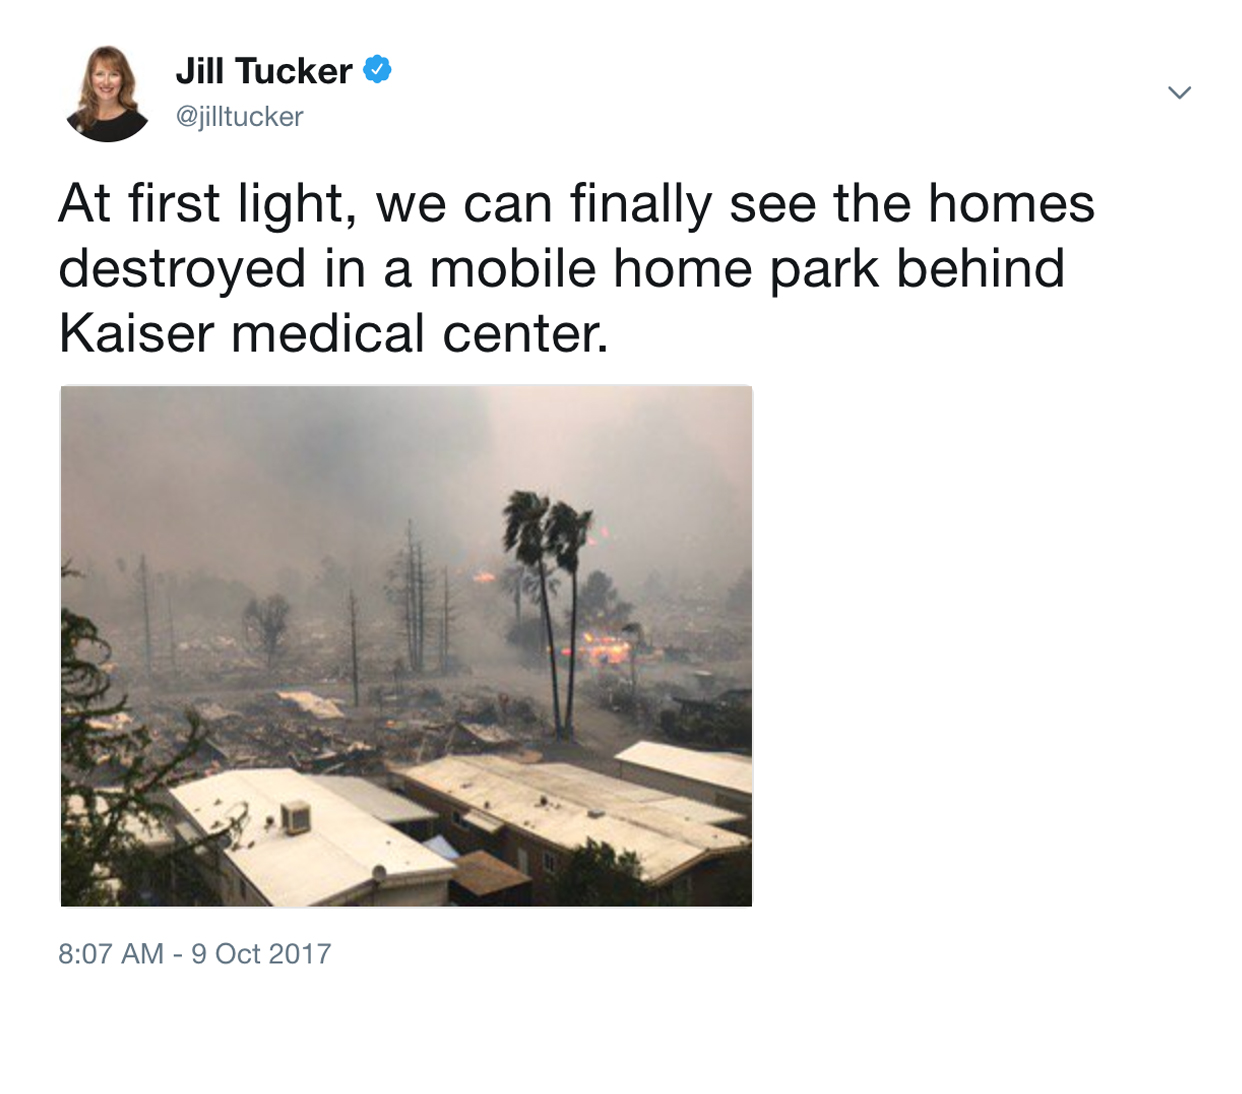 Jill Tucker
@jilltucker
At first light, we can finally see the homes
destroyed in a mobile home park behind
Kaiser medical center.
8:07 AM - 9 Oct 2017